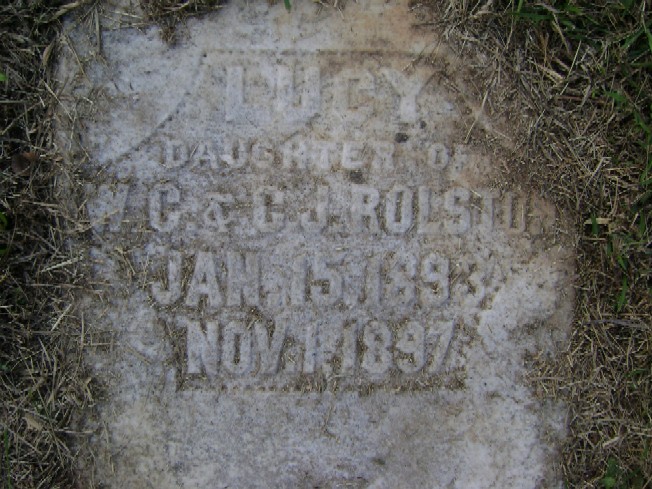 LUCY
DAUGHTER OF
W.C. & C.J. ROLSTON
JAN. 15, 1893
NOV. 1, 1897